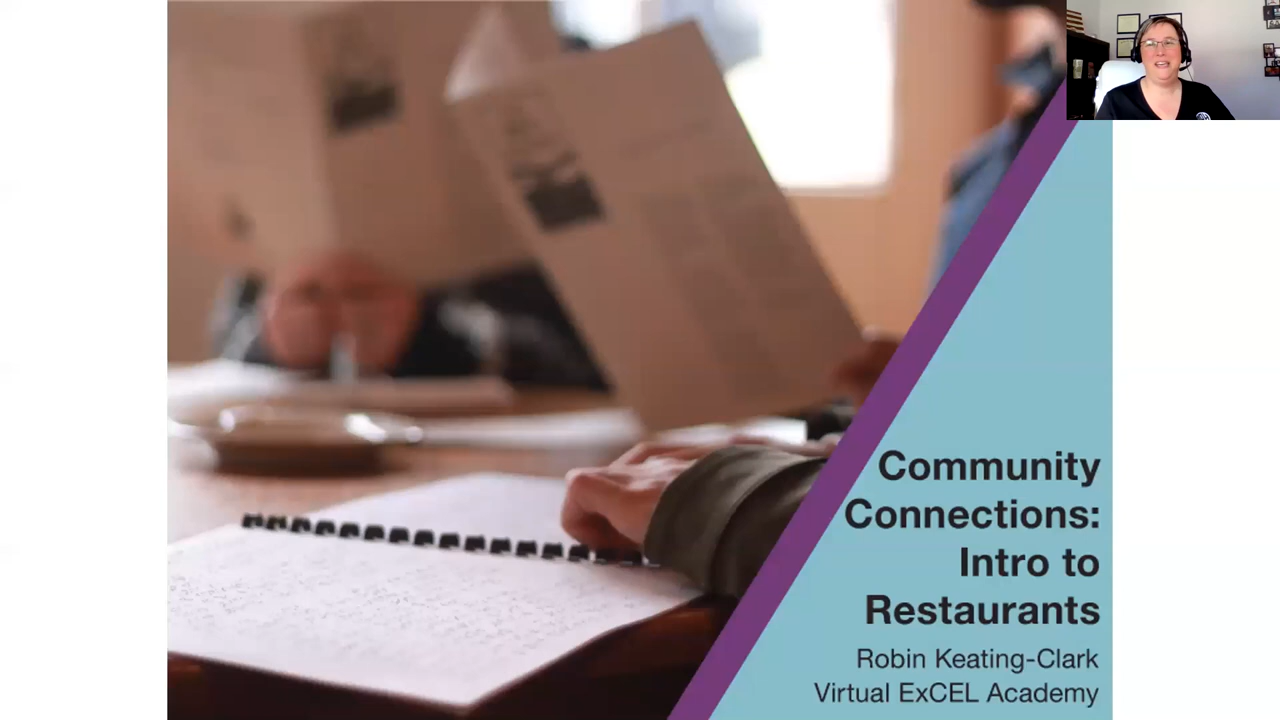 Community
Connections:
Intro to
Restaurants
Robin Keating-Clark
Virtual ExCEL Academy